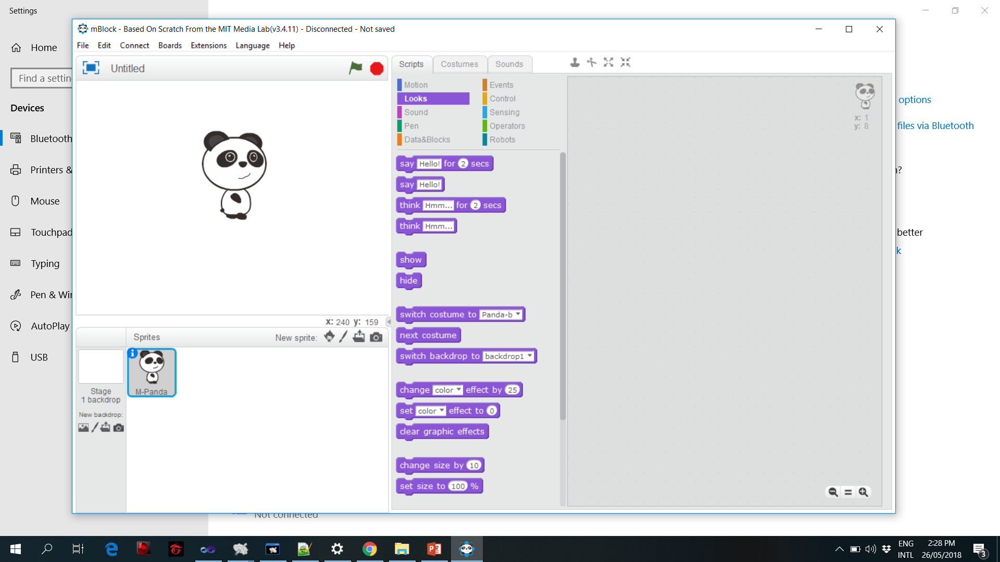 Settings
Home
Find a settin
Devices
Bluetooth
Printers &
Mouse
Touchpad
Typing
Pen & Win
AutoPlay
USB
mBlock - Based On Scratch From the MIT Media Lab(v3.4.11) - Disconnected - Not saved
File Edit Connect Boards Extensions Language Help
Untitled
x: 240 y: 159
Sprites New sprite:
M-Panda
Stage
1 backdrop
New backdrop:
Scripts Costumes Sounds
Motion Events
Looks Control
Sound Sensing
Pen Operators
Data&Blocks Robots
say Hello! for 2 secs
say Hello!
think Hmm... for 2 secs
think Hmm...
show
hide
switch costume to Panda-b
next costume
switch backdrop to backdrop1
change color effect by 25
set color effect to 0
clear graphic effects
change size by 10
set size to 100 %
x: 1
y: 8
options
files via Bluetooth
?
better
Not connected
ENG
INTL
2:28 PM
26/05/2018
3